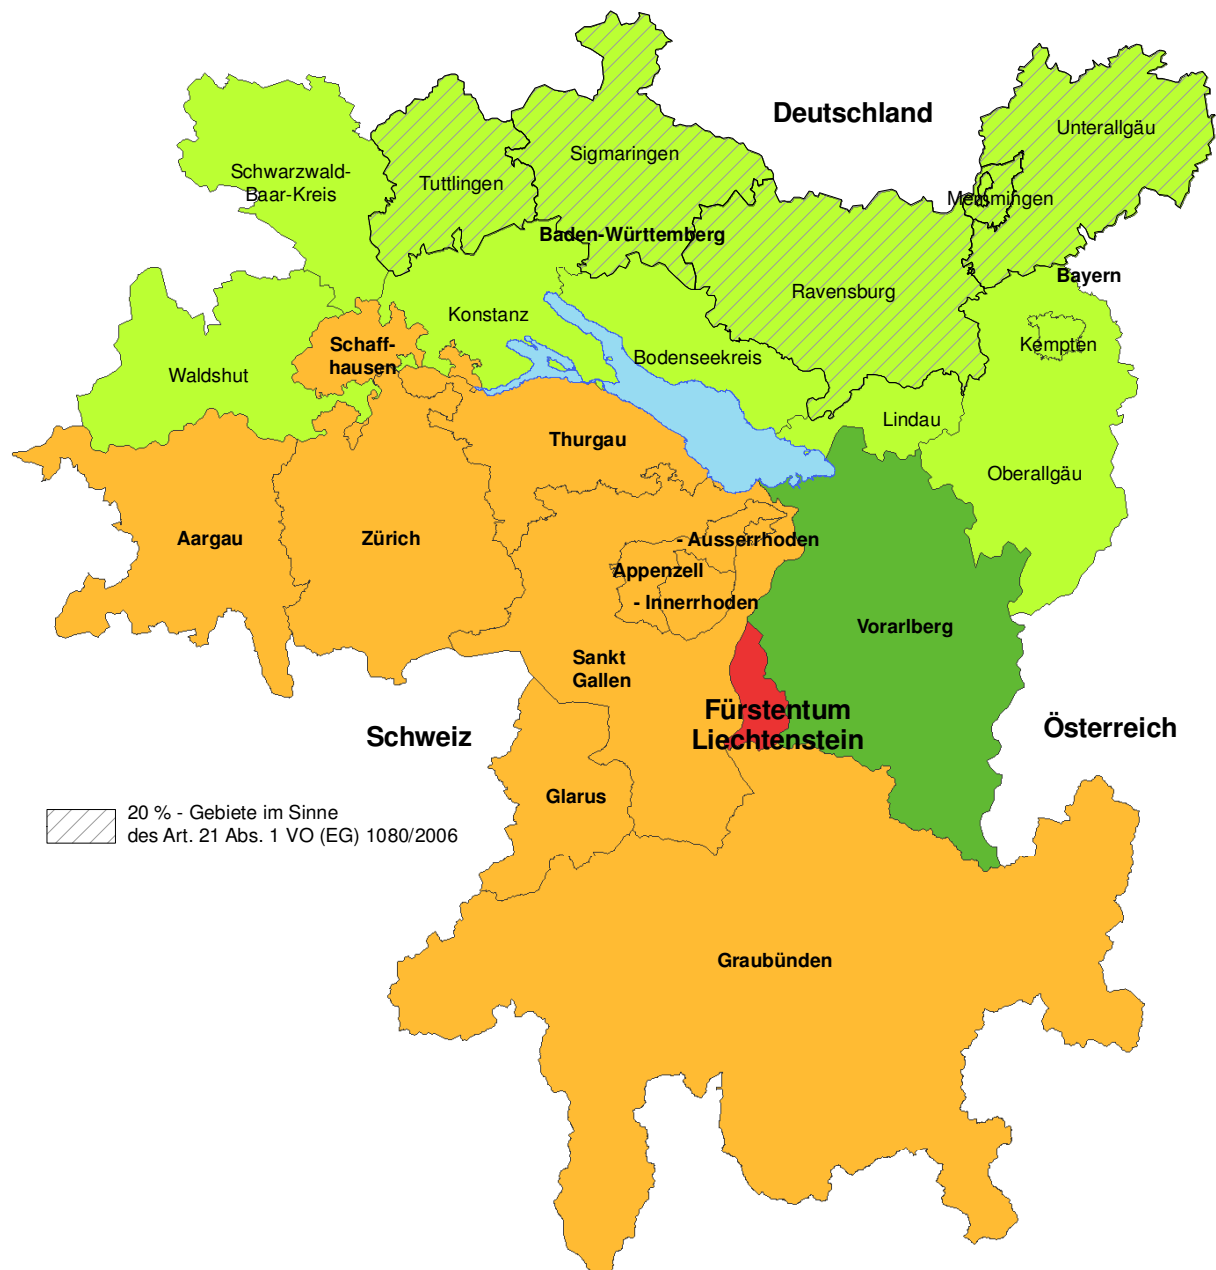 Deutschland
Unterallgäu
Sigmaringen
Schwarzwald-
Baar-Kreis
Tuttlingen
Memmingen
Baden-Württemberg
Bayern
Ravensburg
Konstanz
Schaff-
hausen
Bodenseekreis
Kempten
Waldshut
Lindau
Thurgau
Oberallgäu
Aargau
Zürich
- Ausserrhoden
Appenzell
- Innerrhoden
Vorarlberg
Sankt
Gallen
Fürstentum
Liechtenstein
Schweiz
Österreich
Glarus
20 % - Gebiete im Sinne
des Art. 21 Abs. 1 VO (EG) 1080/2006
Graubünden